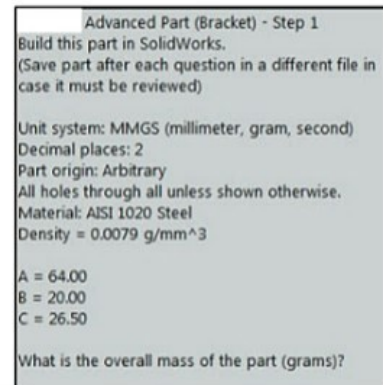 Advanced Part (Bracket) - Step 1
Build this part in SolidWorks.
(Save part after each question in a different file in
case it must be reviewed)
Unit system: MMGS (millimeter, gram, second)
Decimal places: 2
Part origin: Arbitrary
All holes through all unless shown otherwise.
Material: AISI 1020 Steel
Density = 0.0079 g/mm^3
A = 64.00
B = 20.00
C = 26.50
What is the overall mass of the part (grams)?